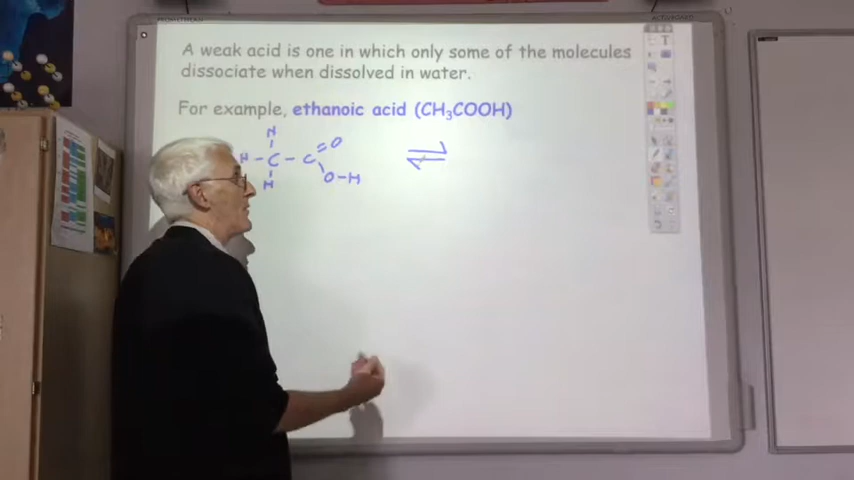 A weak acid is one in which only some of the molecules
dissociate when dissolved in water.
For example, ethanoic acid (CH₃COOH)
H O
H - C - C
H O - H